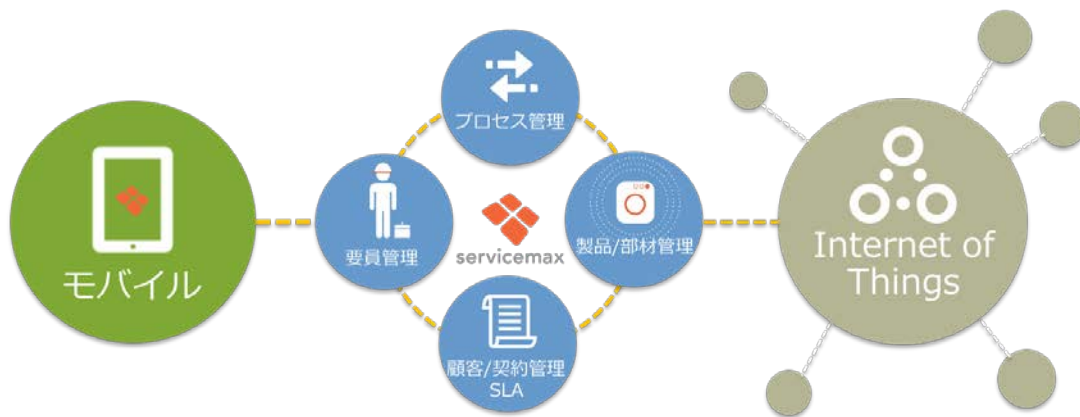 モバイル
プロセス管理
要員管理
servicemax
製品/部材管理
顧客/契約管理
SLA
Internet of
Things